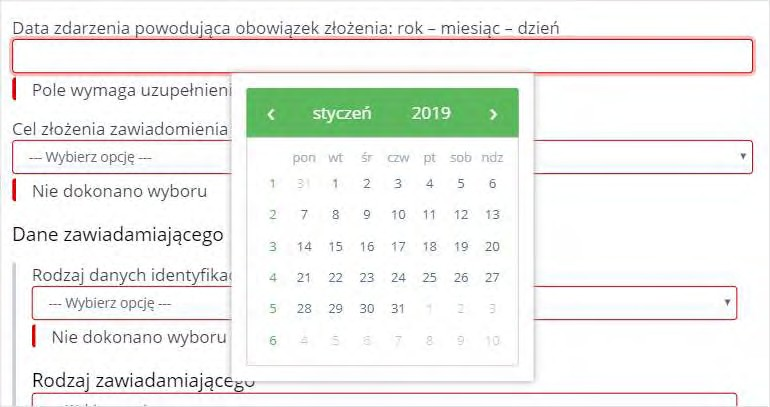 Data zdarzenia powodująca obowiązek złożenia: rok – miesiąc – dzień
Pole wymaga uzupełnieni
‹ styczeń 2019 ›
Cel złożenia zawiadomienia
--- Wybierz opcję ---
Nie dokonano wyboru
pon wt śr czw pt sob ndz
1 31 1 2 3 4 5 6
2 7 8 9 10 11 12 13
3 14 15 16 17 18 19 20
4 21 22 23 24 25 26 27
5 28 29 30 31 1 2 3
6 4 5 6 7 8 9 10
Dane zawiadamiającego
Rodzaj danych identyfikac
--- Wybierz opcję ---
Nie dokonano wyboru
Rodzaj zawiadamiającego